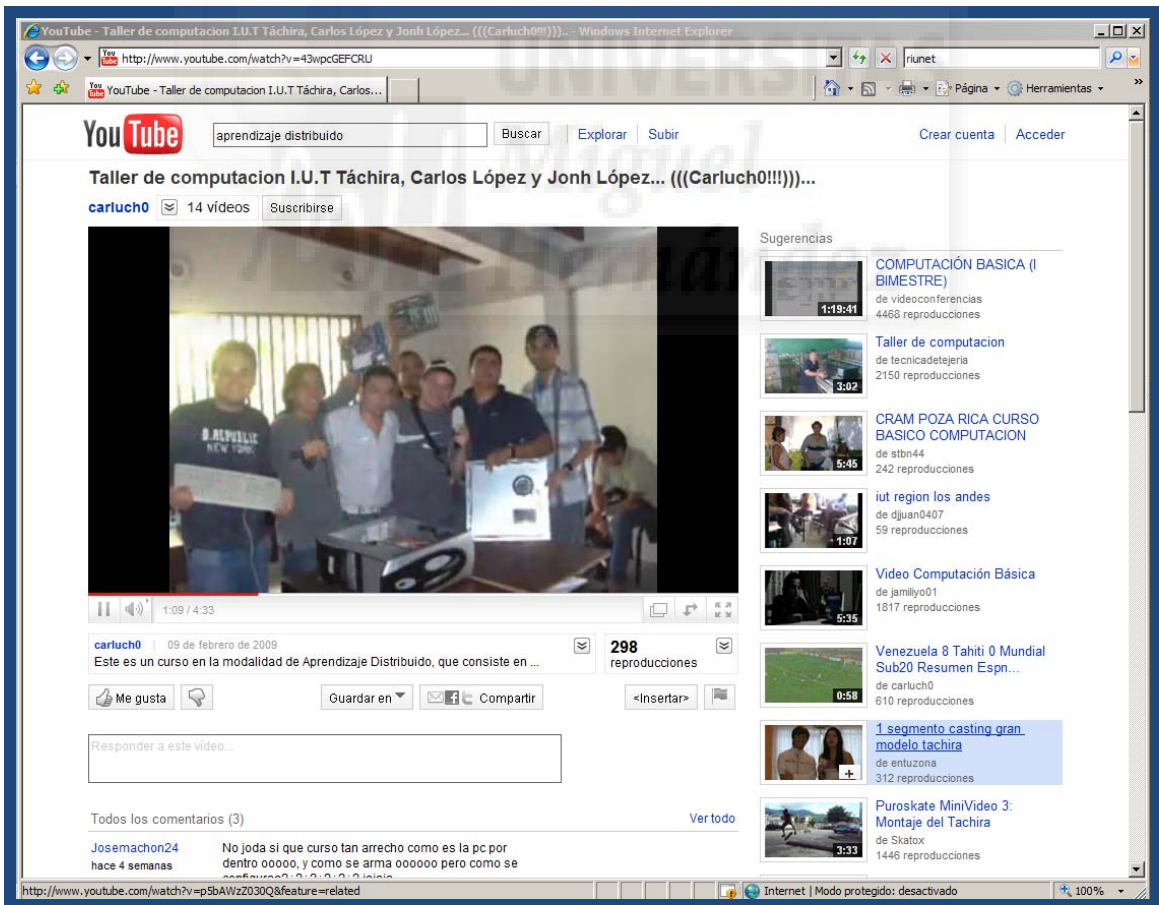 YouTube - Taller de computacion I.U.T Táchira, Carlos López y Jonh López... (((Carluch0!!!))).. - Windows Internet Explorer
http://www.youtube.com/watch?v=43wpcGEFCRU
riunet
YouTube - Taller de computacion I.U.T Táchira, Carlos...
Página
Herramientas
UNIVERSITAS
Miguel
Hernández
You Tube
aprendizaje distribuido
Buscar
Explorar
Subir
Crear cuenta
Acceder
Taller de computacion I.U.T Táchira, Carlos López y Jonh López... (((Carluch0!!!)))...
carluch0
14 vídeos
Suscribirse
B.REPUBLIC
NEW YORK
1:09 / 4:33
carluch0 | 09 de febrero de 2009
Este es un curso en la modalidad de Aprendizaje Distribuido, que consiste en ...
298
reproducciones
Me gusta
Guardar en
Compartir
<Insertar>
Responder a este vídeo...
Todos los comentarios (3)
Ver todo
Josemachon24
hace 4 semanas
No joda si que curso tan arrecho como es la pc por
dentro ooooo, y como se arma oooooo pero como se
Sugerencias
1:19:41
COMPUTACIÓN BASICA (I
BIMESTRE)
de videoconferencias
4468 reproducciones
3:02
Taller de computacion
de tecnicadetejeria
2150 reproducciones
5:45
CRAM POZA RICA CURSO
BASICO COMPUTACION
de stbn44
242 reproducciones
1:07
iut region los andes
de djjuan0407
59 reproducciones
5:35
Video Computación Básica
de jamiliyo01
1817 reproducciones
0:58
Venezuela 8 Tahiti 0 Mundial
Sub20 Resumen Espn...
de carluch0
610 reproducciones
1 segmento casting gran
modelo tachira
de entuzona
312 reproducciones
3:33
Puroskate MiniVideo 3:
Montaje del Tachira
de Skatox
1446 reproducciones
http://www.youtube.com/watch?v=p5bAWzZ030Q&feature=related
Internet | Modo protegido: desactivado
100%